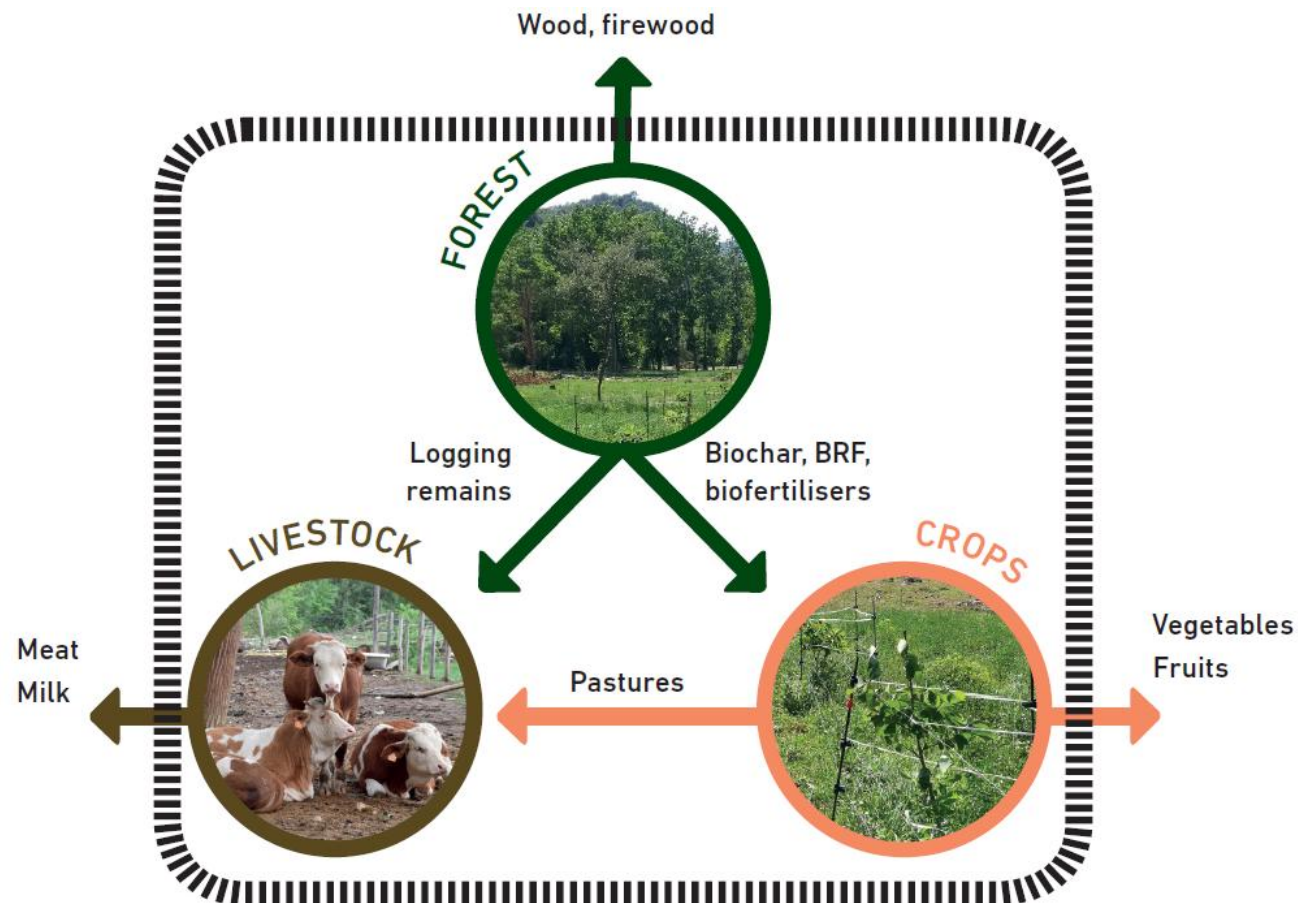 Wood, firewood
FOREST
Logging
remains
Biochar, BRF,
biofertilisers
LIVESTOCK
CROPS
Meat
Milk
Pastures
Vegetables
Fruits